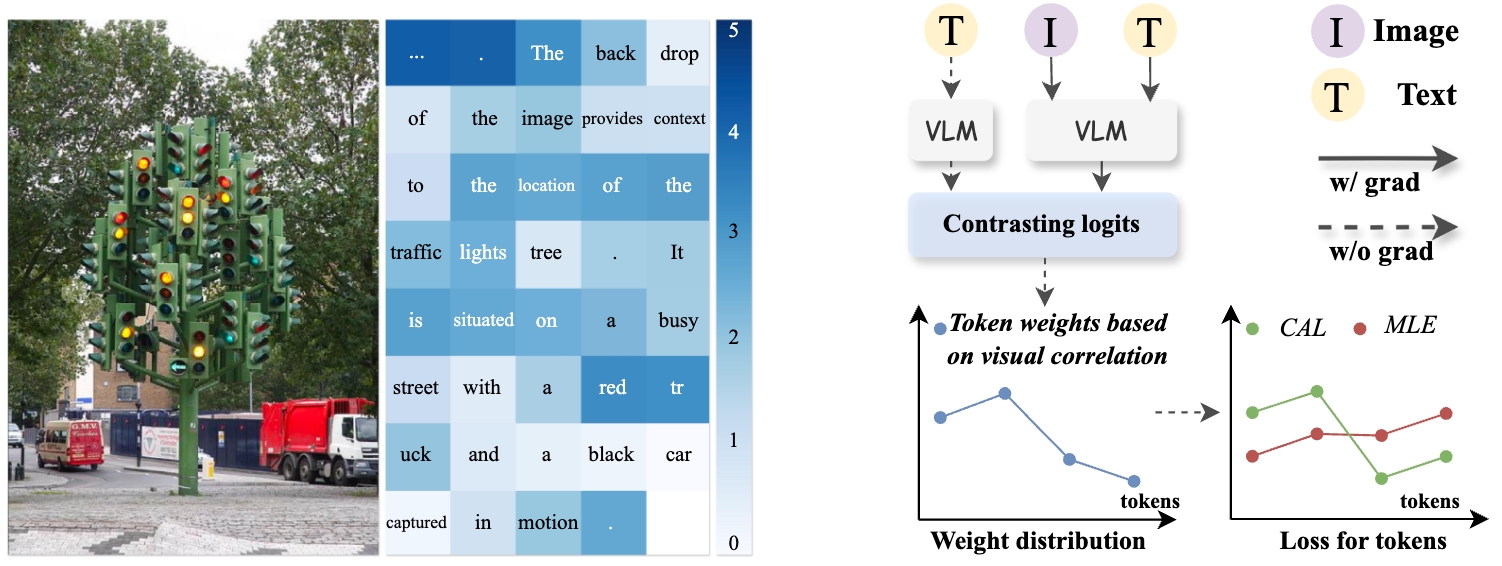 ... . The back drop
of the image provides context
to the location of the
traffic lights tree . It
is situated on a busy
street with a red tr
uck and a black car
captured in motion .
5
4
3
2
1
0
G.M.V.
T I T
VLM VLM
Contrasting logits
Token weights based
on visual correlation
tokens
Weight distribution
I Image
T Text
w/ grad
w/o grad
CAL MLE
tokens
Loss for tokens